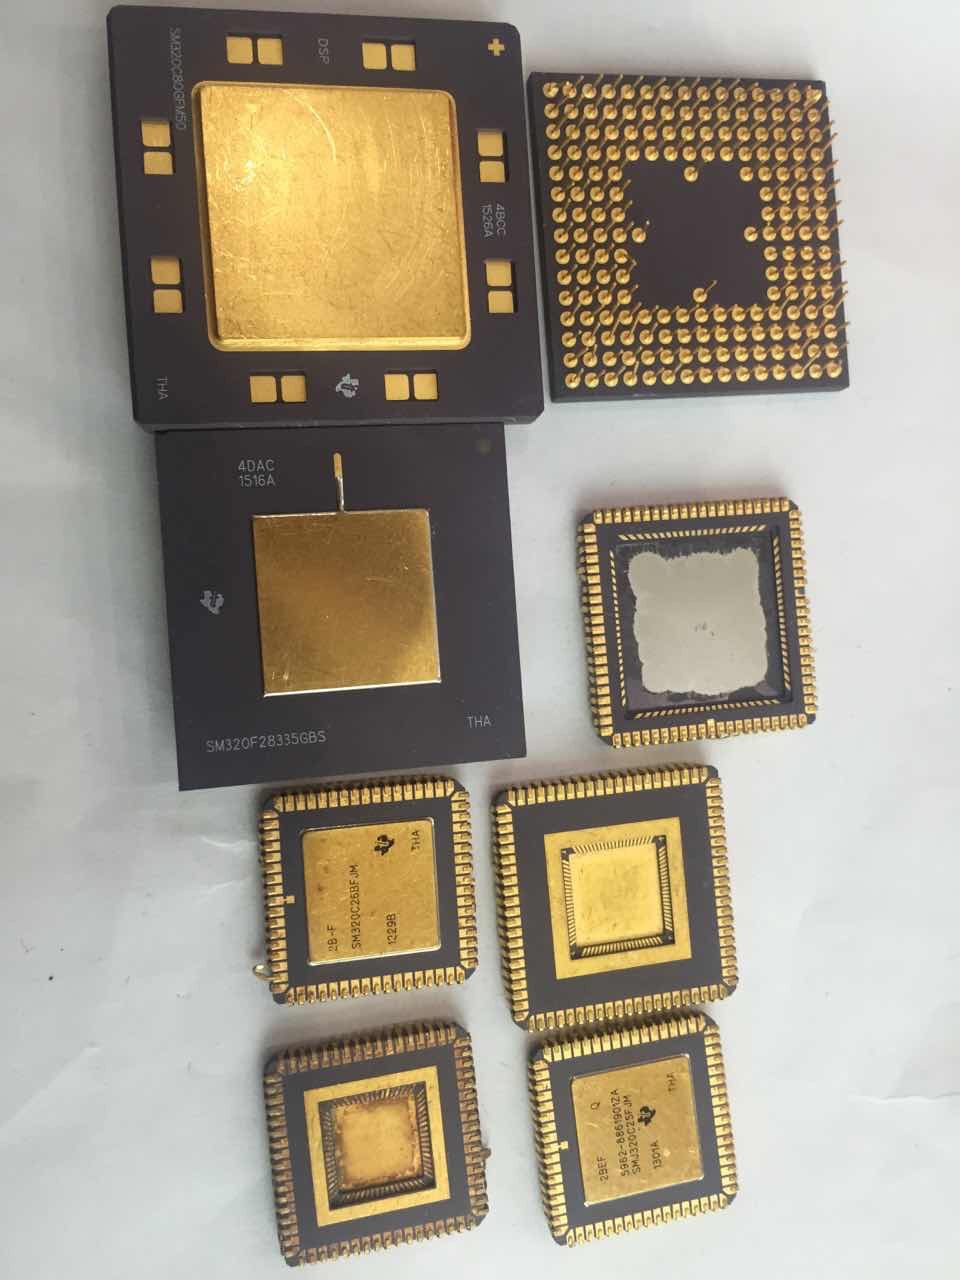 4BCC
1526A
DSP
SM320C80GFM50
THA
THA
4DAC
1516A
SM320F28335GBS
THA
1301A
SMJ320C25FJM
5962-8861901ZA
2BEF
Q
THA
1229B
SM320C26BFJM
2B-F